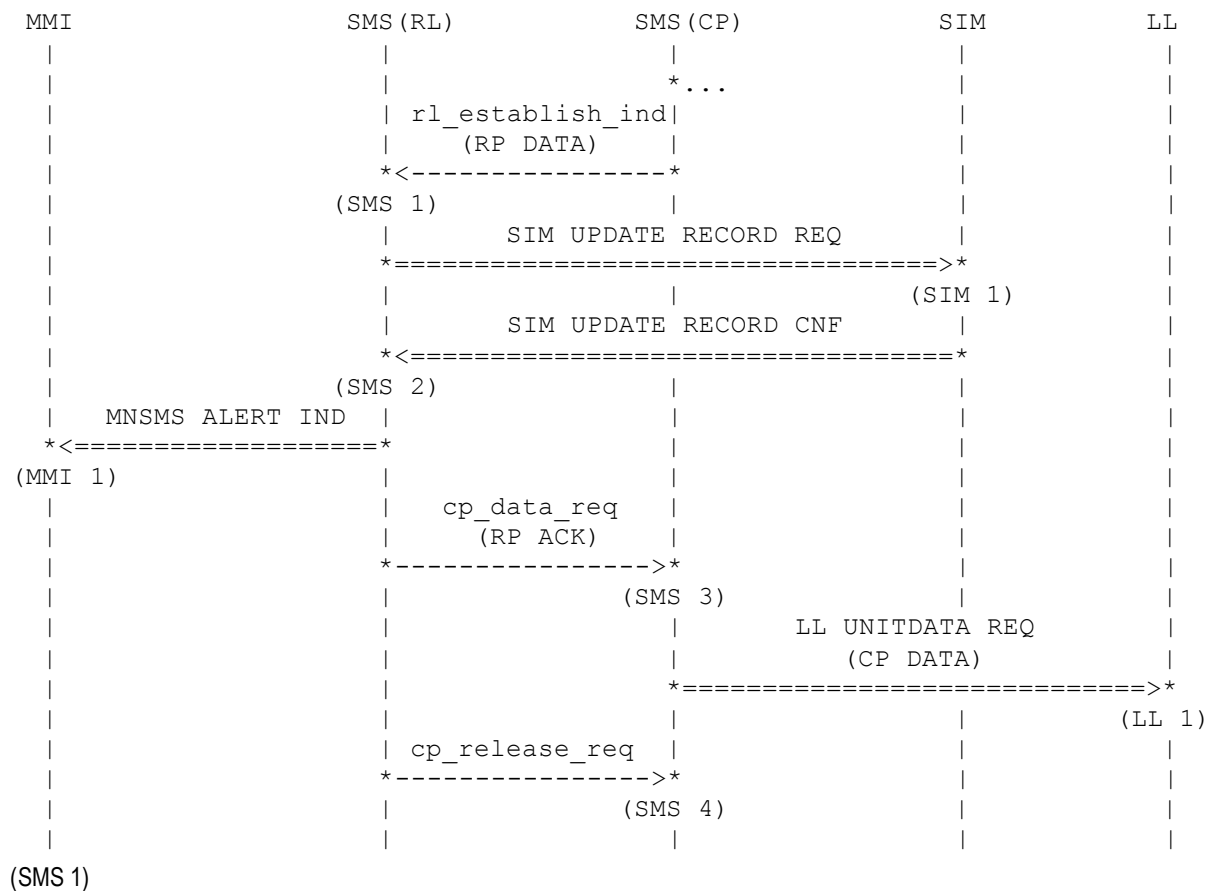 MMI SMS(RL) SMS(CP) SIM LL
*...
rl_establish_ind
(RP DATA)
(SMS 1)
SIM UPDATE RECORD REQ
(SIM 1)
SIM UPDATE RECORD CNF
(SMS 2)
MNSMS ALERT IND
(MMI 1)
cp_data_req
(RP ACK)
(SMS 3)
LL UNITDATA REQ
(CP DATA)
(LL 1)
cp_release_req
(SMS 4)
(SMS 1)